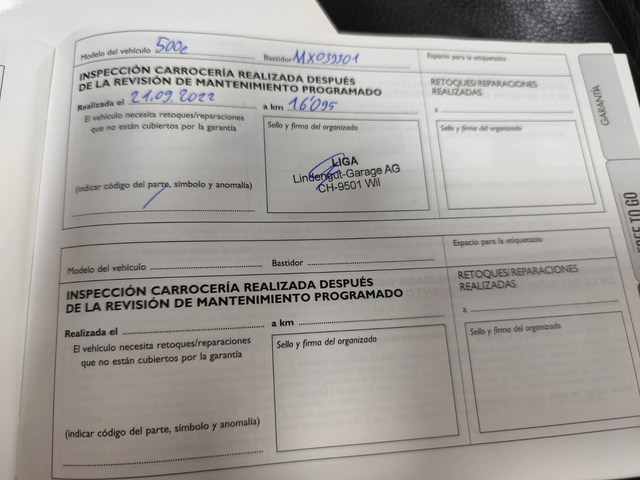 Modelo del vehículo 500e Bastidor MX039301 Espacio para la etiquetario
INSPECCIÓN CARROCERÍA REALIZADA DESPUÉS
DE LA REVISIÓN DE MANTENIMIENTO PROGRAMADO
RETOQUES/REPARACIONES
REALIZADAS
Realizada el 21.09.2022 a km 16'095
a
El vehículo necesita retoques/reparaciones
que no están cubiertos por la garantía
Sello y firma del organizado
Sello y firma del organizado
LIGA
Lindengut-Garage AG
CH-9501 Wil
(indicar código del parte, símbolo y anomalía)
Modelo del vehículo Bastidor Espacio para la etiquetario
INSPECCIÓN CARROCERÍA REALIZADA DESPUÉS
DE LA REVISIÓN DE MANTENIMIENTO PROGRAMADO
RETOQUES/REPARACIONES
REALIZADAS
Realizada el a km
a
El vehículo necesita retoques/reparaciones
que no están cubiertos por la garantía
Sello y firma del organizado
Sello y firma del organizado
(indicar código del parte, símbolo y anomalía)
GARANTÍA
FREE TO GO